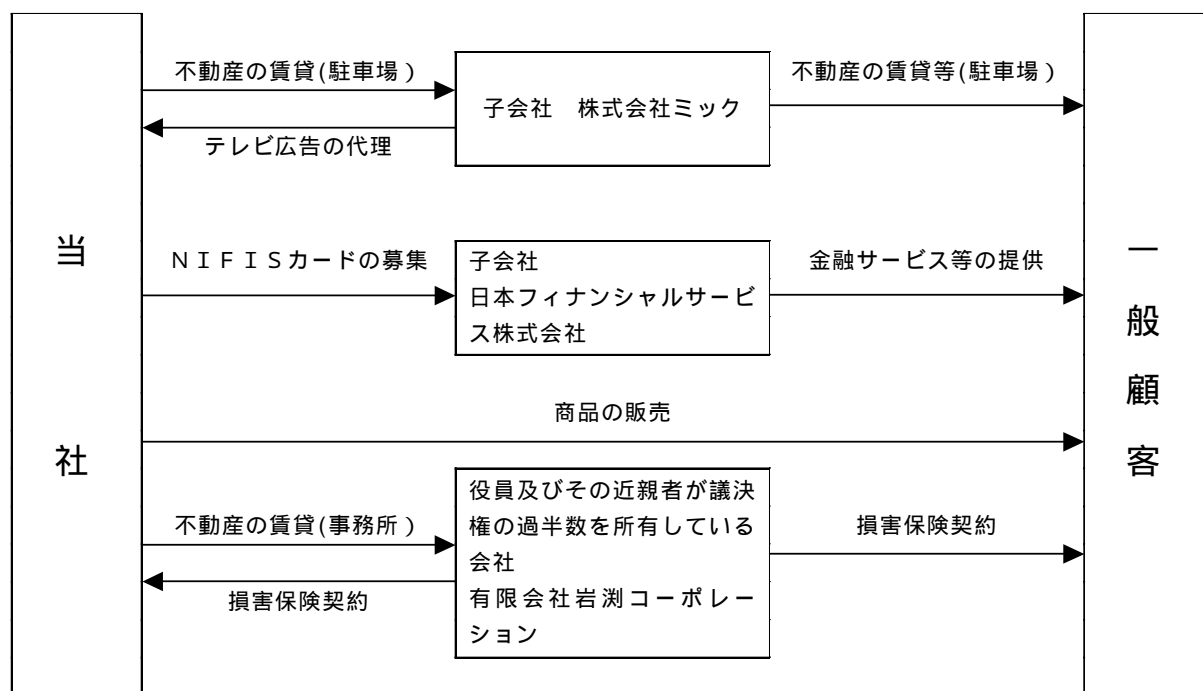 不動産の賃貸(駐車場）
不動産の賃貸等(駐車場）
子会社　株式会社ミック
テレビ広告の代理
当
社
ＮＩＦＩＳカードの募集
子会社
日本フィナンシャルサービ
ス株式会社
金融サービス等の提供
一
般
顧
客
商品の販売
不動産の賃貸(事務所）
役員及びその近親者が議決
権の過半数を所有している
会社
有限会社岩渕コーポレー
ション
損害保険契約
損害保険契約